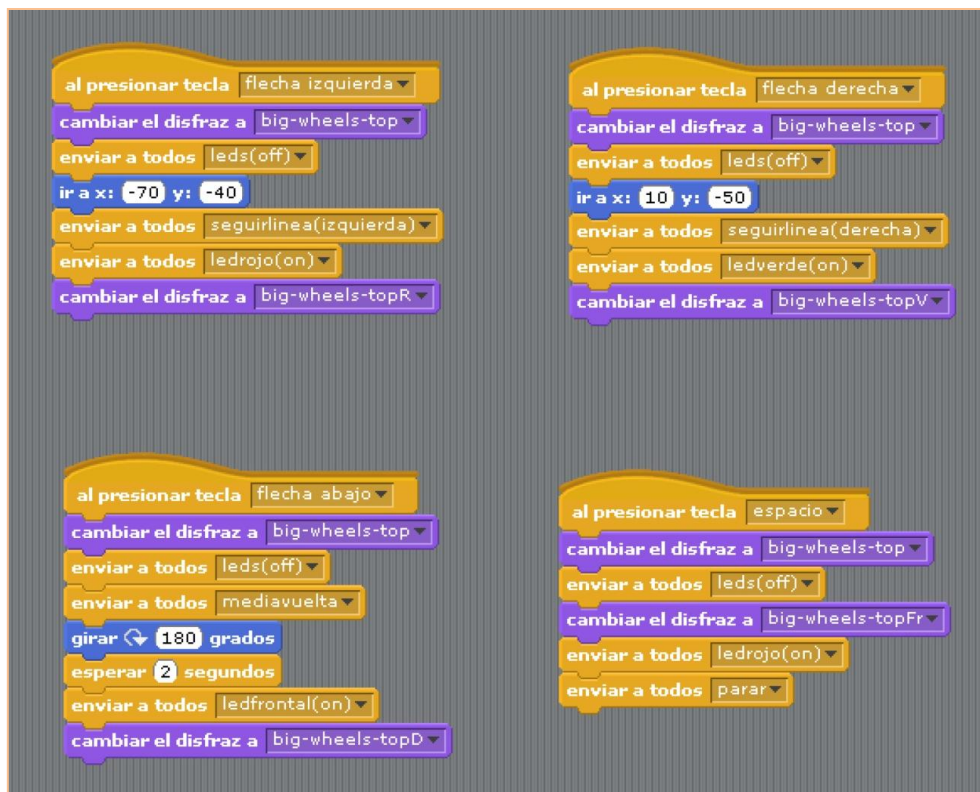 al presionar tecla flecha izquierda
cambiar el disfraz a big-wheels-top
enviar a todos leds(off)
ir a x: -70 y: -40
enviar a todos seguirlinea(izquierda)
enviar a todos ledrojo(on)
cambiar el disfraz a big-wheels-topR
al presionar tecla flecha derecha
cambiar el disfraz a big-wheels-top
enviar a todos leds(off)
ir a x: 10 y: -50
enviar a todos seguirlinea(derecha)
enviar a todos ledverde(on)
cambiar el disfraz a big-wheels-topV
al presionar tecla flecha abajo
cambiar el disfraz a big-wheels-top
enviar a todos leds(off)
enviar a todos mediavuelta
girar 180 grados
esperar 2 segundos
enviar a todos ledfrontal(on)
cambiar el disfraz a big-wheels-topD
al presionar tecla espacio
cambiar el disfraz a big-wheels-top
enviar a todos leds(off)
cambiar el disfraz a big-wheels-topFr
enviar a todos ledrojo(on)
enviar a todos parar